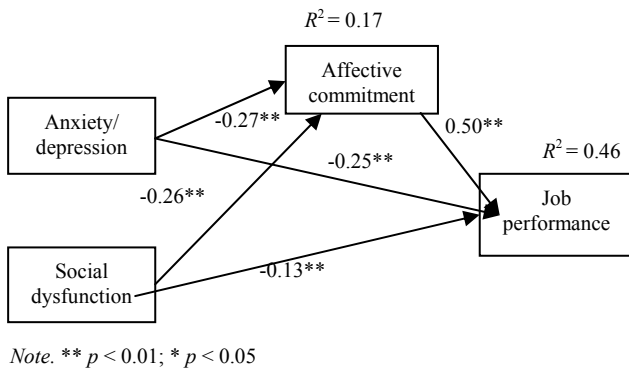 R² = 0.17
Affective
commitment
Anxiety/
depression
-0.27**
0.50**
-0.25**
R² = 0.46
-0.26**
Job
performance
Social
dysfunction
-0.13**
Note. ** p < 0.01; * p < 0.05